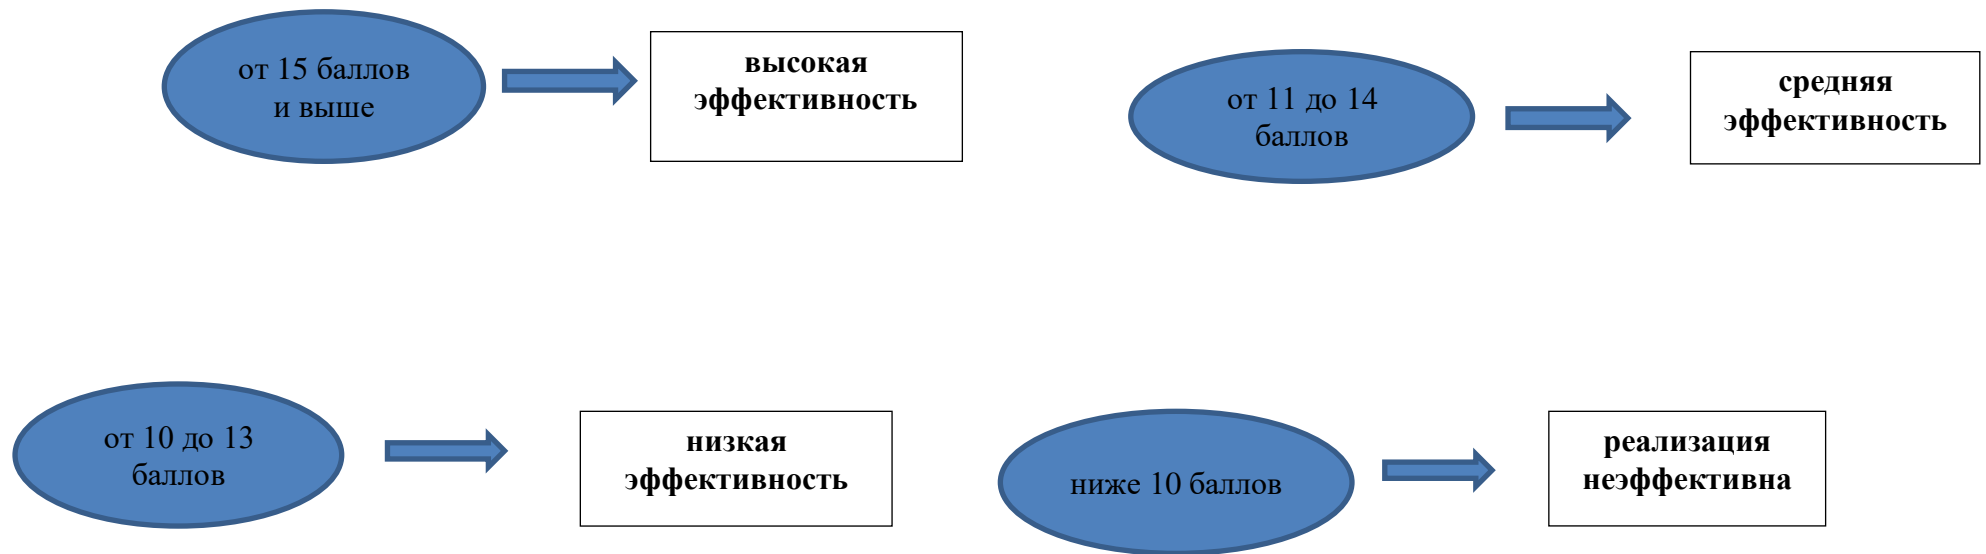 от 15 баллов
и выше
высокая
эффективность
от 11 до 14
баллов
средняя
эффективность
от 10 до 13
баллов
низкая
эффективность
ниже 10 баллов
реализация
неэффективна